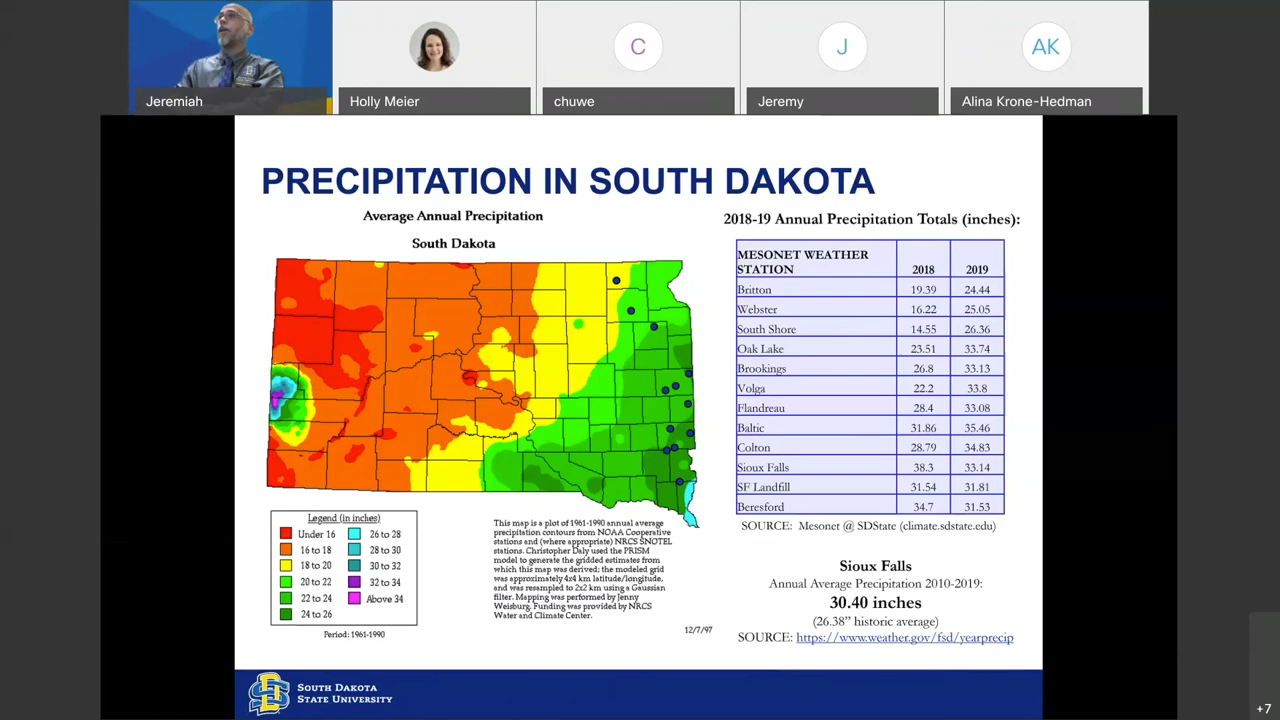 C
J
AK
Jeremiah
Holly Meier
chuwe
Jeremy
Alina Krone-Hedman
PRECIPITATION IN SOUTH DAKOTA
Average Annual Precipitation
South Dakota
Legend (in inches)
Under 16
16 to 18
18 to 20
20 to 22
22 to 24
24 to 26
26 to 28
28 to 30
30 to 32
32 to 34
Above 34
Period: 1961-1990
This map is a plot of 1961-1990 annual average
precipitation contours from NOAA Cooperative
stations and (where appropriate) NRCS SNOTEL
stations. Christopher Daly used the PRISM
model to generate the gridded estimates from
which this map was derived; the modeled grid
was approximately 4x4 km latitude/longitude,
and was resampled to 2x2 km using a Gaussian
filter. Mapping was performed by Jenny
Weisburg. Funding was provided by NRCS
Water and Climate Center.
12/7/97
2018-19 Annual Precipitation Totals (inches):
MESONET WEATHER
STATION 2018 2019
Britton 19.39 24.44
Webster 16.22 25.05
South Shore 14.55 26.36
Oak Lake 23.51 33.74
Brookings 26.8 33.13
Volga 22.2 33.8
Flandreau 28.4 33.08
Baltic 31.86 35.46
Colton 28.79 34.83
Sioux Falls 38.3 33.14
SF Landfill 31.54 31.81
Beresford 34.7 31.53
SOURCE: Mesonet @ SDState (climate.sdstate.edu)
Sioux Falls
Annual Average Precipitation 2010-2019:
30.40 inches
(26.38” historic average)
SOURCE: https://www.weather.gov/fsd/yearprecip
SOUTH DAKOTA
STATE UNIVERSITY
+7